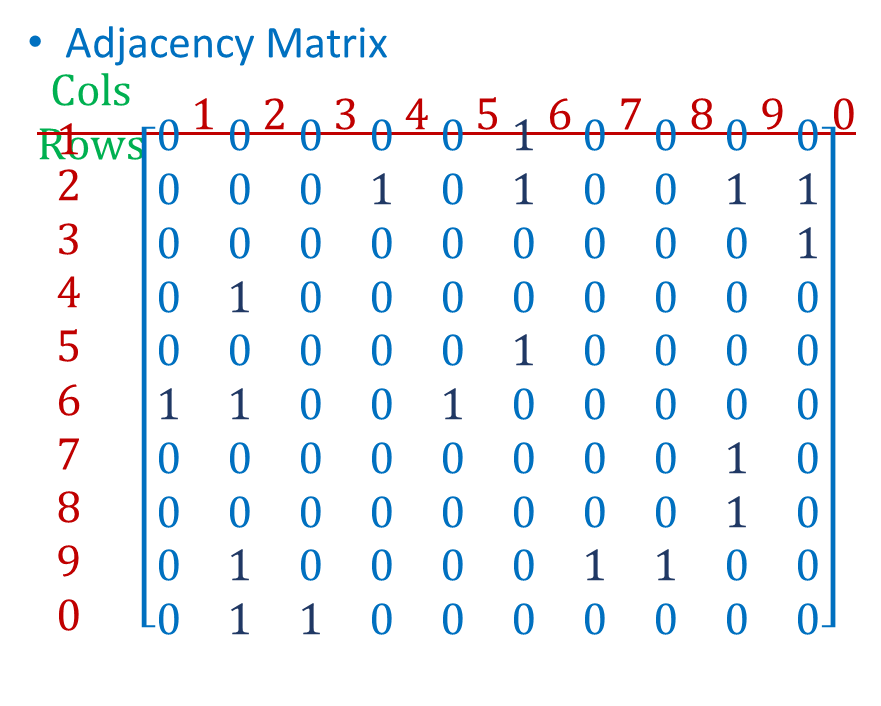 • Adjacency Matrix
Cols
1 2 3 4 5 6 7 8 9 0
Rows
1 0 0 0 0 0 1 0 0 0 0
2 0 0 0 1 0 1 0 0 1 1
3 0 0 0 0 0 0 0 0 0 1
4 0 1 0 0 0 0 0 0 0 0
5 0 0 0 0 0 1 0 0 0 0
6 1 1 0 0 1 0 0 0 0 0
7 0 0 0 0 0 0 0 0 1 0
8 0 0 0 0 0 0 0 0 1 0
9 0 1 0 0 0 0 1 1 0 0
0 0 1 1 0 0 0 0 0 0 0